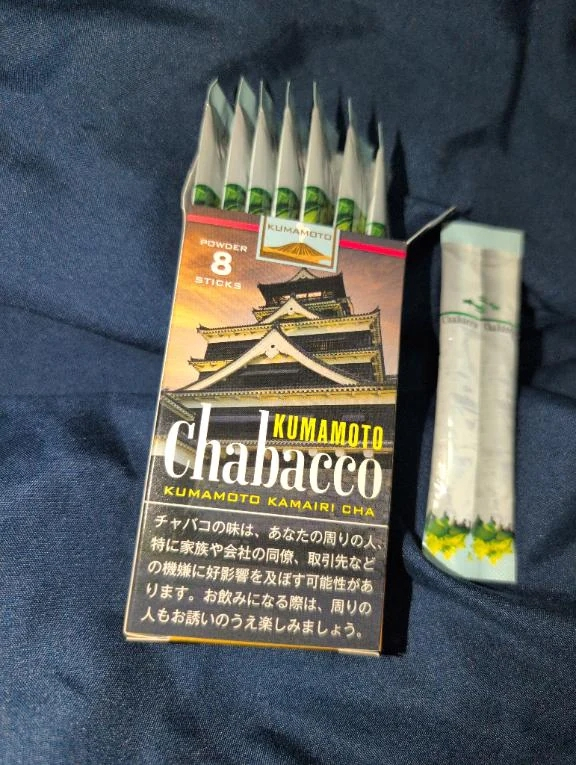 KUMAMOTO
POWDER
8
STICKS
KUMAMOTO
Chabacco
KUMAMOTO KAMAIRI CHA
チャバコの味は、あなたの周りの人、
特に家族や会社の同僚、取引先など
の機嫌に好影響を及ぼす可能性があ
ります。お飲みになる際は、周りの
人もお誘いのうえ楽しみましょう。
Chabacco Chabacco